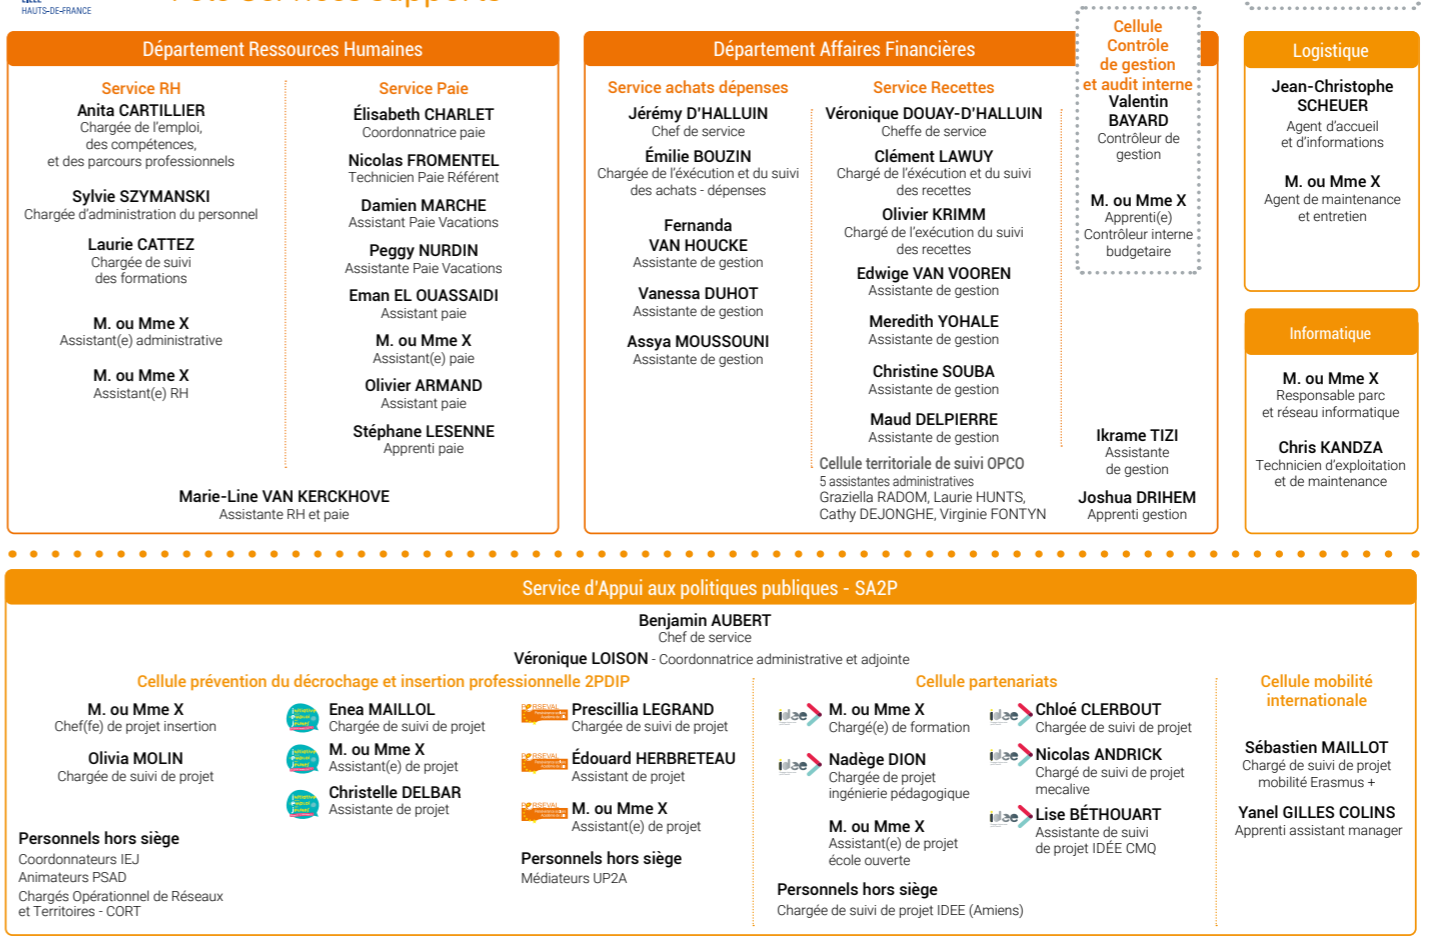 HAUTS-DE-FRANCE
Département Ressources Humaines
Service RH
Anita CARTILLIER
Chargée de l'emploi,
des compétences,
et des parcours professionnels
Sylvie SZYMANSKI
Chargée d'administration du personnel
Laurie CATTEZ
Chargée de suivi
des formations
M. ou Mme X
Assistant(e) administrative
M. ou Mme X
Assistant(e) RH
Service Paie
Élisabeth CHARLET
Coordonnatrice paie
Nicolas FROMENTEL
Technicien Paie Référent
Damien MARCHE
Assistant Paie Vacations
Peggy NURDIN
Assistante Paie Vacations
Eman EL OUASSAIDI
Assistant paie
M. ou Mme X
Assistant(e) paie
Olivier ARMAND
Assistant paie
Stéphane LESENNE
Apprenti paie
Marie-Line VAN KERCKHOVE
Assistante RH et paie
Département Affaires Financières
Service achats dépenses
Jérémy D'HALLUIN
Chef de service
Émilie BOUZIN
Chargée de l'éxécution et du suivi
des achats - dépenses
Fernanda
VAN HOUCKE
Assistante de gestion
Vanessa DUHOT
Assistante de gestion
Assya MOUSSOUNI
Assistante de gestion
Service Recettes
Véronique DOUAY-D'HALLUIN
Cheffe de service
Clément LAWUY
Chargé de l'éxécution et du suivi
des recettes
Olivier KRIMM
Chargé de l'exécution du suivi
des recettes
Edwige VAN VOOREN
Assistante de gestion
Meredith YOHALE
Assistante de gestion
Christine SOUBA
Assistante de gestion
Maud DELPIERRE
Assistante de gestion
Cellule territoriale de suivi OPCO
5 assistantes administratives
Graziella RADOM, Laurie HUNTS,
Cathy DEJONGHE, Virginie FONTYN
Cellule
Contrôle
de gestion
et audit interne
Valentin
BAYARD
Contrôleur de
gestion
M. ou Mme X
Apprenti(e)
Contrôleur interne
budgetaire
Ikrame TIZI
Assistante
de gestion
Joshua DRIHEM
Apprenti gestion
Logistique
Jean-Christophe
SCHEUER
Agent d'accueil
et d'informations
M. ou Mme X
Agent de maintenance
et entretien
Informatique
M. ou Mme X
Responsable parc
et réseau informatique
Chris KANDZA
Technicien d'exploitation
et de maintenance
Service d'Appui aux politiques publiques - SA2P
Benjamin AUBERT
Chef de service
Véronique LOISON - Coordonnatrice administrative et adjointe
Cellule prévention du décrochage et insertion professionnelle 2PDIP
M. ou Mme X
Chef(fe) de projet insertion
Olivia MOLIN
Chargée de suivi de projet
Personnels hors siège
Coordonnateurs IEJ
Animateurs PSAD
Chargés Opérationnel de Réseaux
et Territoires - CORT
Enea MAILLOL
Chargée de suivi de projet
M. ou Mme X
Assistant(e) de projet
Christelle DELBAR
Assistante de projet
PERSEVAL
Prescillia LEGRAND
Chargée de suivi de projet
PERSEVAL
Édouard HERBRETEAU
Assistant de projet
PERSEVAL
M. ou Mme X
Assistant(e) de projet
Personnels hors siège
Médiateurs UP2A
Cellule partenariats
idée
M. ou Mme X
Chargé(e) de formation
idée
Nadège DION
Chargée de projet
ingénierie pédagogique
M. ou Mme X
Assistant(e) de projet
école ouverte
Personnels hors siège
Chargée de suivi de projet IDEE (Amiens)
idée
Chloé CLERBOUT
Chargée de suivi de projet
idée
Nicolas ANDRICK
Chargé de suivi de projet
mecalive
idée
Lise BÉTHOUART
Assistante de suivi
de projet IDÉE CMQ
Cellule mobilité
internationale
Sébastien MAILLOT
Chargé de suivi de projet
mobilité Erasmus +
Yanel GILLES COLINS
Apprenti assistant manager